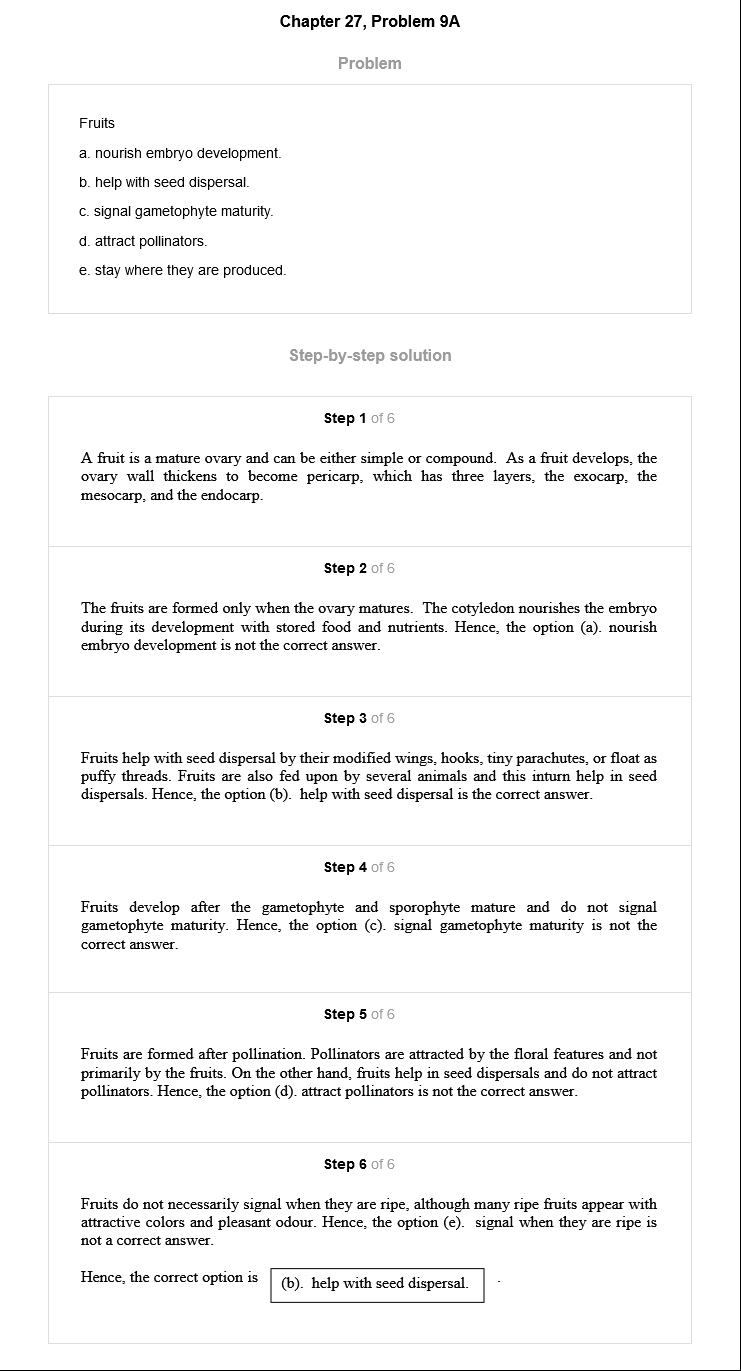 Chapter 27, Problem 9A
Problem
Fruits
a. nourish embryo development.
b. help with seed dispersal.
c. signal gametophyte maturity.
d. attract pollinators.
e. stay where they are produced.
Step-by-step solution
Step 1 of 6
A fruit is a mature ovary and can be either simple or compound. As a fruit develops, the
ovary wall thickens to become pericarp, which has three layers, the exocarp, the
mesocarp, and the endocarp.
Step 2 of 6
The fruits are formed only when the ovary matures. The cotyledon nourishes the embryo
during its development with stored food and nutrients. Hence, the option (a). nourish
embryo development is not the correct answer.
Step 3 of 6
Fruits help with seed dispersal by their modified wings, hooks, tiny parachutes, or float as
puffy threads. Fruits are also fed upon by several animals and this inturn help in seed
dispersals. Hence, the option (b). help with seed dispersal is the correct answer.
Step 4 of 6
Fruits develop after the gametophyte and sporophyte mature and do not signal
gametophyte maturity. Hence, the option (c). signal gametophyte maturity is not the
correct answer.
Step 5 of 6
Fruits are formed after pollination. Pollinators are attracted by the floral features and not
primarily by the fruits. On the other hand, fruits help in seed dispersals and do not attract
pollinators. Hence, the option (d). attract pollinators is not the correct answer.
Step 6 of 6
Fruits do not necessarily signal when they are ripe, although many ripe fruits appear with
attractive colors and pleasant odour. Hence, the option (e). signal when they are ripe is
not a correct answer.
Hence, the correct option is (b). help with seed dispersal. .